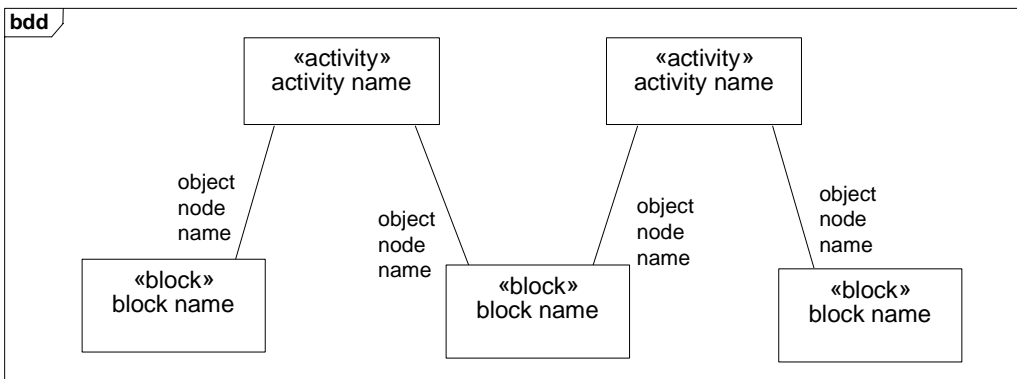 bdd
«activity»
activity name
«activity»
activity name
object
node
name
object
node
name
object
node
name
object
node
name
«block»
block name
«block»
block name
«block»
block name